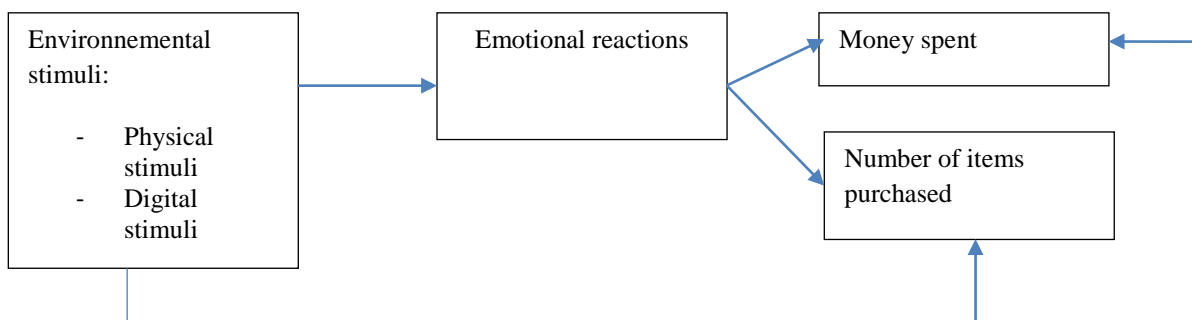 Environnemental
stimuli:
- Physical
stimuli
- Digital
stimuli
Emotional reactions
Money spent
Number of items
purchased